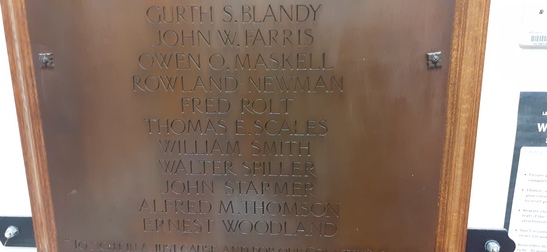 GURTH S. BLANDY
JOHN W. FARRIS
OWEN O. MASKELL
ROWLAND NEWMAN
FRED ROLT
THOMAS E. SCALES
WILLIAM SMITH
WALTER SPILLER
JOHN STARMER
ALFRED M. THOMSON
ERNEST WOODLAND